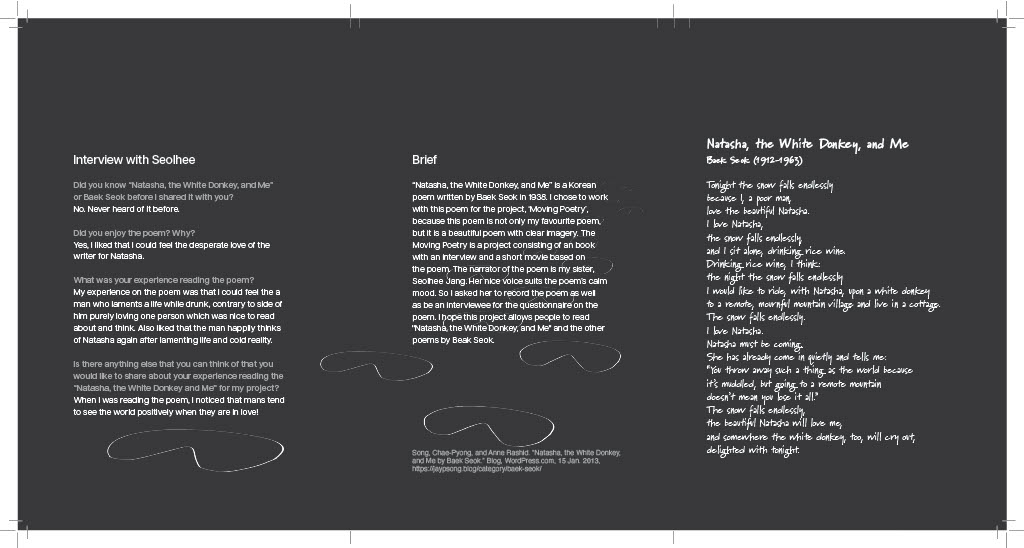 Interview with Seolhee
Did you know "Natasha, the White Donkey, and Me"
or Baek Seok before I shared it with you?
No. Never heard of it before.
Did you enjoy the poem? Why?
Yes, I liked that I could feel the desperate love of the
writer for Natasha.
What was your experience reading the poem?
My experience on the poem was that I could feel the a
man who laments a life while drunk, contrary to side of
him purely loving one person which was nice to read
about and think. Also liked that the man happily thinks
of Natasha again after lamenting life and cold reality.
Is there anything else that you can think of that you
would like to share about your experience reading the
"Natasha, the White Donkey and Me" for my project?
When I was reading the poem, I noticed that mans tend
to see the world positively when they are in love!
Brief
"Natasha, the White Donkey, and Me" is a Korean
poem written by Baek Seok in 1938. I chose to work
with this poem for the project, 'Moving Poetry',
because this poem is not only my favourite poem,
but it is a beautiful poem with clear imagery. The
Moving Poetry is a project consisting of an book
with an interview and a short movie based on
the poem. The narrator of the poem is my sister,
Seolhee Jang. Her nice voice suits the poem's calm
mood. So I asked her to record the poem as well
as be an interviewee for the questionnaire on the
poem. I hope this project allows people to read
"Natasha, the White Donkey, and Me" and the other
poems by Beak Seok.
Song, Chae-Pyong, and Anne Rashid. "Natasha, the White Donkey,
and Me by Baek Seok." Blog, WordPress.com, 15 Jan. 2013,
https://jaypsong.blog/category/baek-seok/
Natasha, the White Donkey, and Me
Baek Seok (1912-1963)
Tonight the snow falls endlessly
because I, a poor man,
love the beautiful Natasha.
I love Natasha,
the snow falls endlessly,
and I sit alone, drinking rice wine.
Drinking rice wine, I think:
the night the snow falls endlessly
I would like to ride, with Natasha, upon a white donkey
to a remote, mournful mountain village and live in a cottage.
The snow falls endlessly.
I love Natasha.
Natasha must be coming.
She has already come in quietly and tells me:
"You throw away such a thing as the world because
it's muddled, but going to a remote mountain
doesn't mean you lose it all."
The snow falls endlessly,
the beautiful Natasha will love me,
and somewhere the white donkey, too, will cry out,
delighted with tonight.